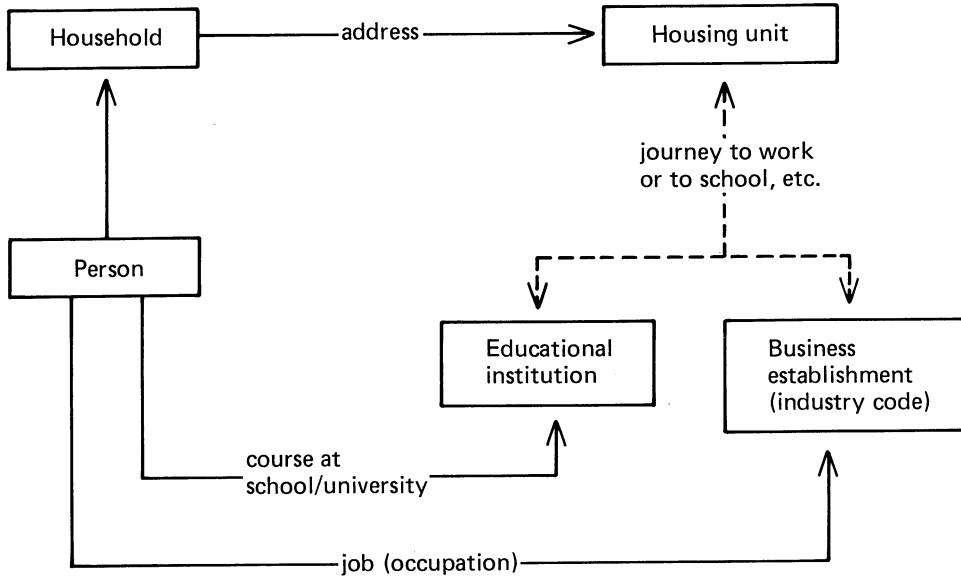 Household
address
Housing unit
journey to work
or to school, etc.
Person
Educational
institution
Business
establishment
(industry code)
course at
school/university
job (occupation)